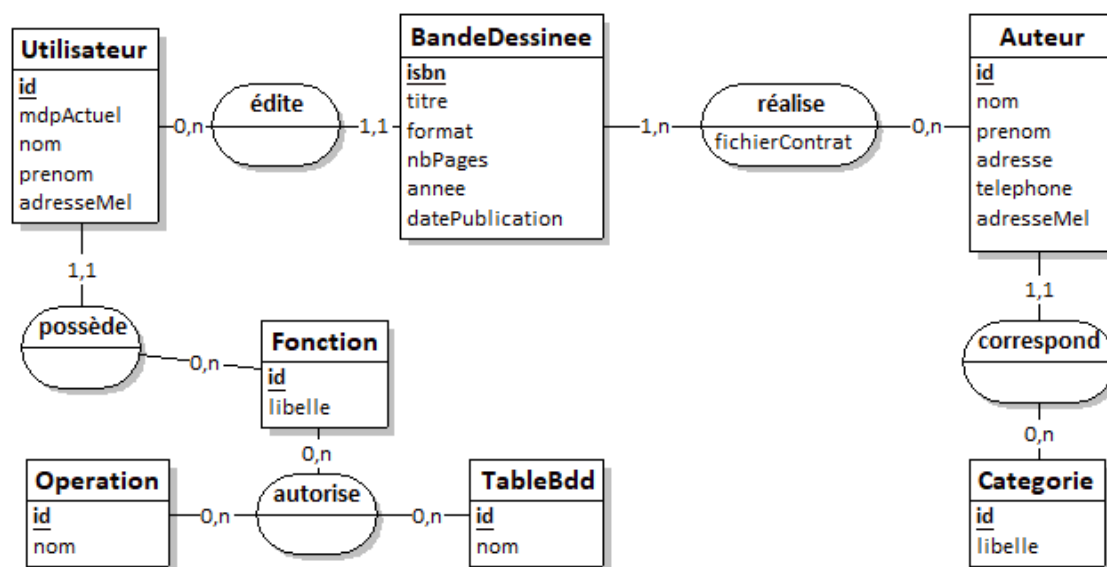 Utilisateur
id
mdpActuel
nom
prenom
adresseMel
0,n
édite
1,1
BandeDessinee
isbn
titre
format
nbPages
annee
datePublication
1,n
réalise
fichierContrat
0,n
Auteur
id
nom
prenom
adresse
telephone
adresseMel
1,1
possède
0,n
Fonction
id
libelle
1,1
correspond
0,n
0,n
Operation
id
nom
0,n
autorise
0,n
TableBdd
id
nom
Categorie
id
libelle